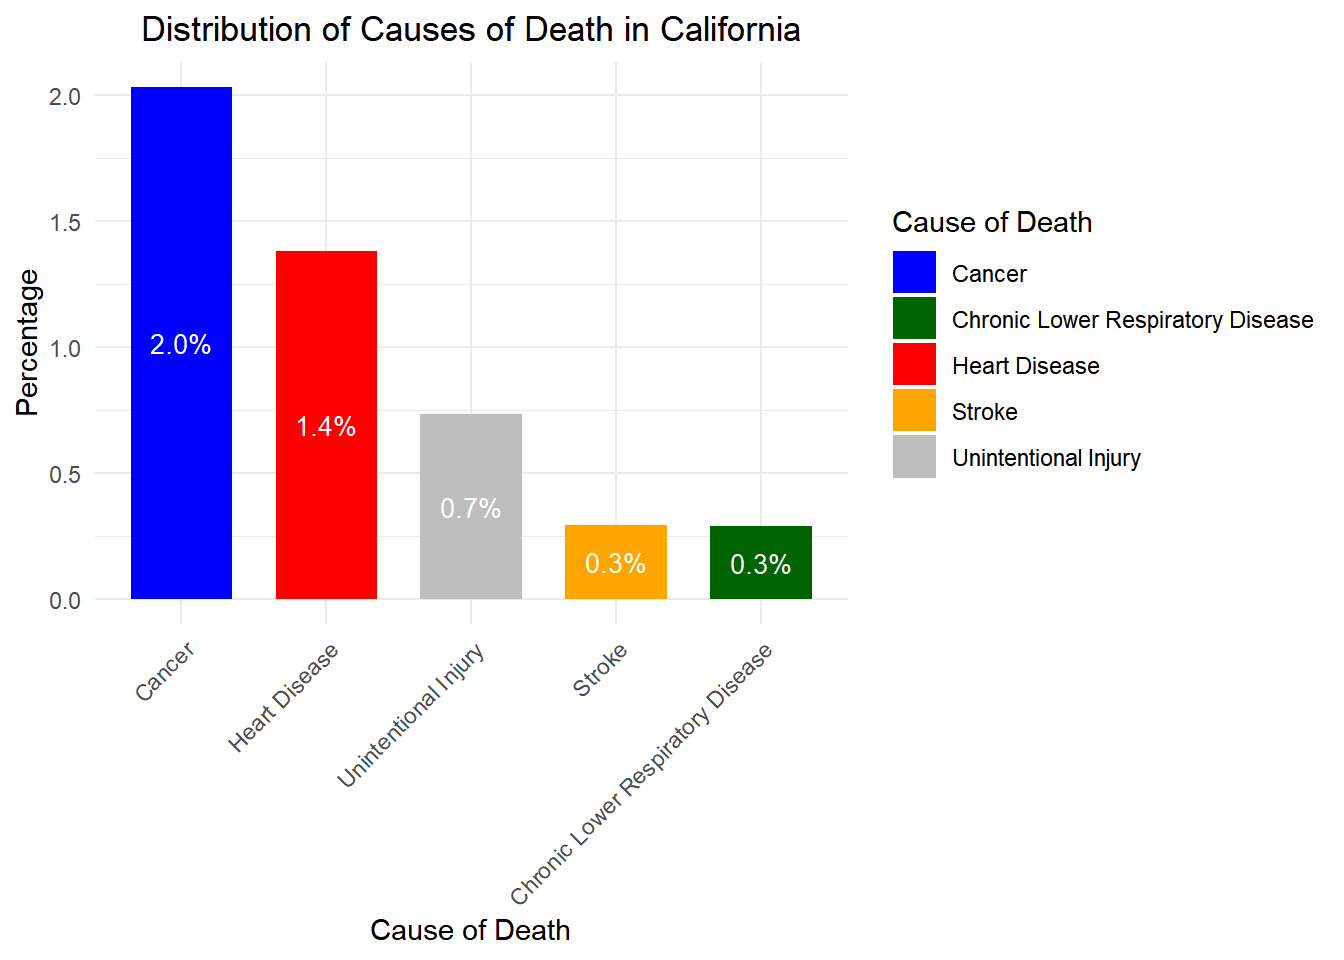 Distribution of Causes of Death in California
Percentage
2.0
1.5
1.0
0.5
0.0
2.0%
1.4%
0.7%
0.3%
0.3%
Cancer
Heart Disease
Unintentional Injury
Stroke
Chronic Lower Respiratory Disease
Cause of Death
Cause of Death
Cancer
Chronic Lower Respiratory Disease
Heart Disease
Stroke
Unintentional Injury